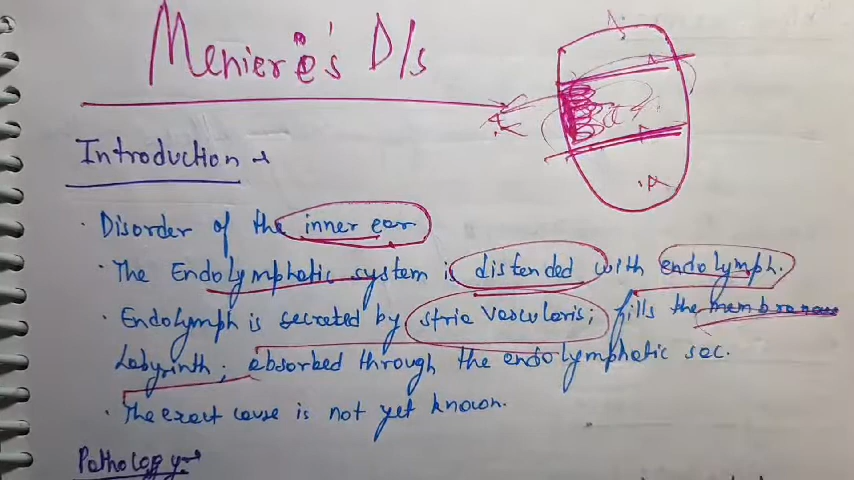 Meniere's D/s
Introduction →
· Disorder of the inner ear
· The Endolymphatic system is distended with endolymph.
· Endolymph is secreted by stria vascularis; fills the membranous
Labyrinth; absorbed through the endolymphatic sac.
· The exact cause is not yet known.
Pathology →